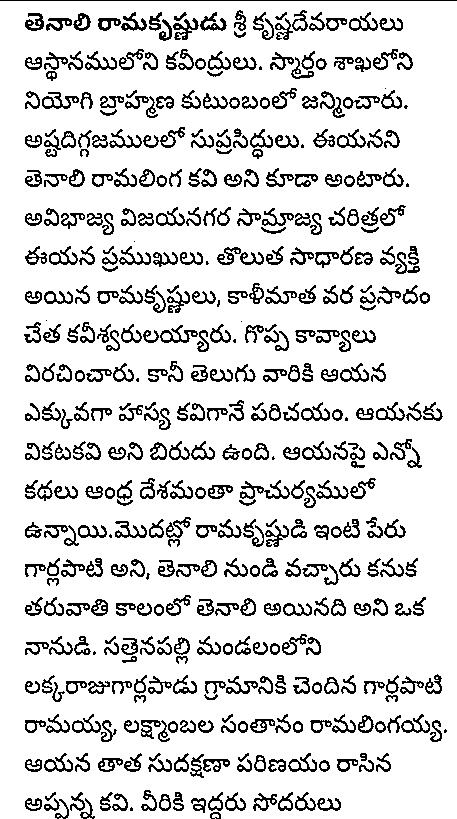 తెనాలి రామకృష్ణుడు శ్రీ కృష్ణదేవరాయలు
ఆస్థానములోని కవీంద్రులు. స్మార్తం శాఖలోని
నియోగి బ్రాహ్మణ కుటుంబంలో జన్మించారు.
అష్టదిగ్గజములలో సుప్రసిద్ధులు. ఈయనని
తెనాలి రామలింగ కవి అని కూడా అంటారు.
అవిభాజ్య విజయనగర సామ్రాజ్య చరిత్రలో
ఈయన ప్రముఖులు. తొలుత సాధారణ వ్యక్తి
అయిన రామకృష్ణులు, కాళీమాత వర ప్రసాదం
చేత కవీశ్వరులయ్యారు. గొప్ప కావ్యాలు
విరచించారు. కానీ తెలుగు వారికి ఆయన
ఎక్కువగా హాస్య కవిగానే పరిచయం. ఆయనకు
వికటకవి అని బిరుదు ఉంది. ఆయనపై ఎన్నో
కథలు ఆంధ్ర దేశమంతా ప్రాచుర్యములో
ఉన్నాయి.మొదట్లో రామకృష్ణుడి ఇంటి పేరు
గార్లపాటి అని, తెనాలి నుండి వచ్చారు కనుక
తరువాతి కాలంలో తెనాలి అయినది అని ఒక
నానుడి. సత్తెనపల్లి మండలంలోని
లక్కరాజుగార్లపాడు గ్రామానికి చెందిన గార్లపాటి
రామయ్య, లక్ష్మాంబల సంతానం రామలింగయ్య.
ఆయన తాత సుదక్షణా పరిణయం రాసిన
అప్పన్న కవి. వీరికి ఇద్దరు సోదరులు